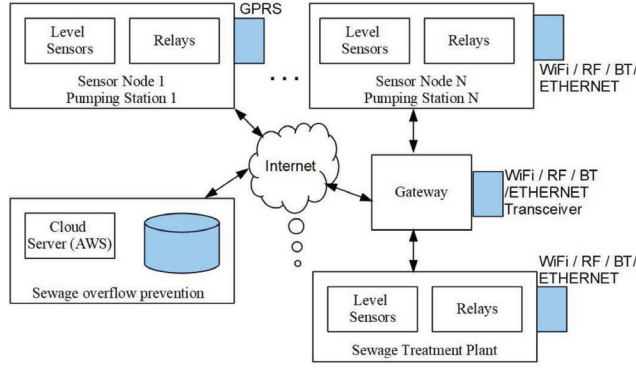 GPRS
Level
Sensors
Relays
Sensor Node 1
Pumping Station 1
. . .
Level
Sensors
Relays
Sensor Node N
Pumping Station N
WiFi / RF / BT/
ETHERNET
Internet
Gateway
WiFi / RF / BT
/ETHERNET
Transceiver
Cloud
Server (AWS)
Sewage overflow prevention
WiFi / RF / BT/
ETHERNET
Level
Sensors
Relays
Sewage Treatment Plant